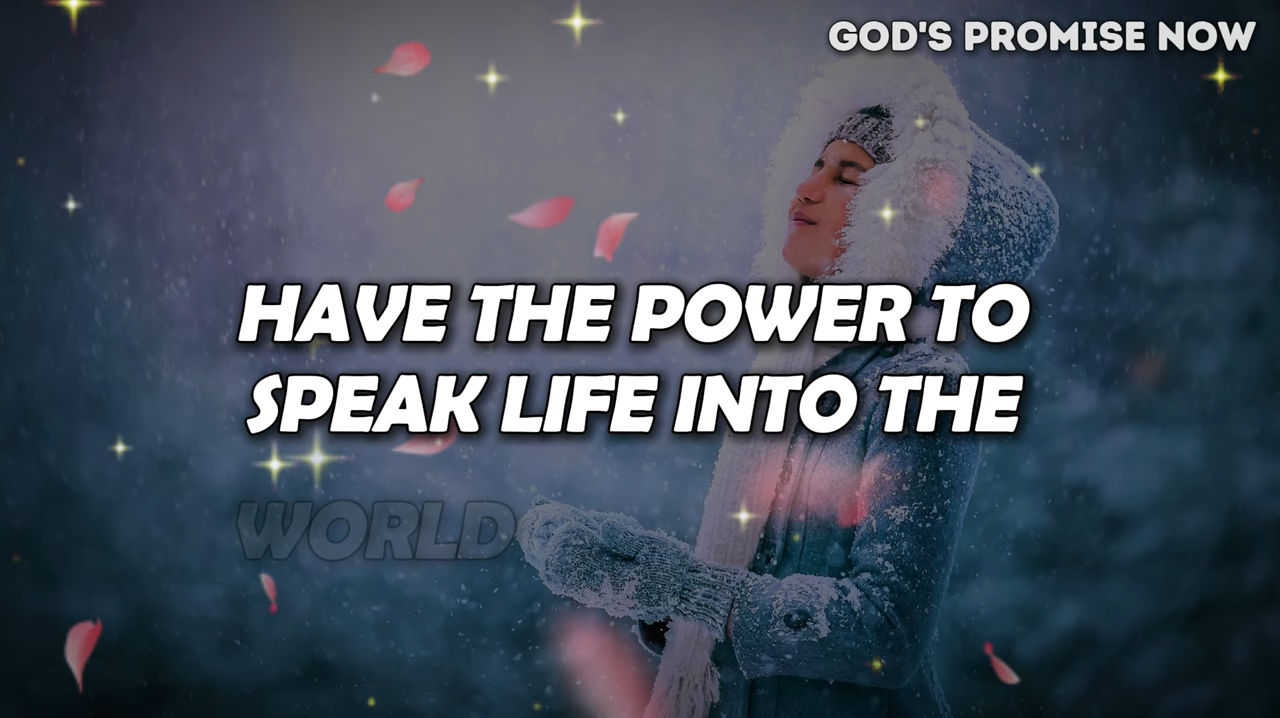 GOD'S PROMISE NOW
HAVE THE POWER TO
SPEAK LIFE INTO THE
WORLD